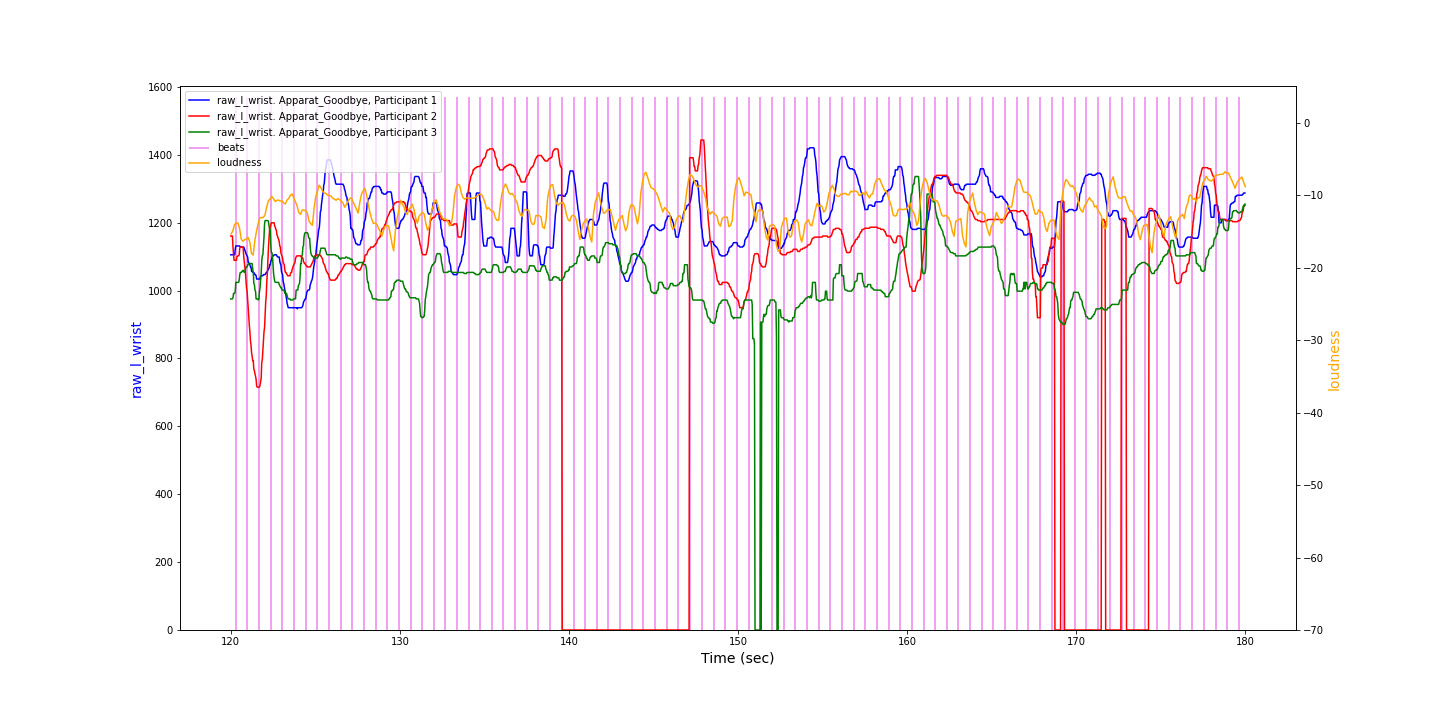 1600
1400
1200
1000
800
600
400
200
0
raw_l_wrist
raw_l_wrist. Apparat_Goodbye, Participant 1
raw_l_wrist. Apparat_Goodbye, Participant 2
raw_l_wrist. Apparat_Goodbye, Participant 3
beats
loudness
0
−10
−20
−30
−40
−50
−60
−70
loudness
120 130 140 150 160 170 180
Time (sec)